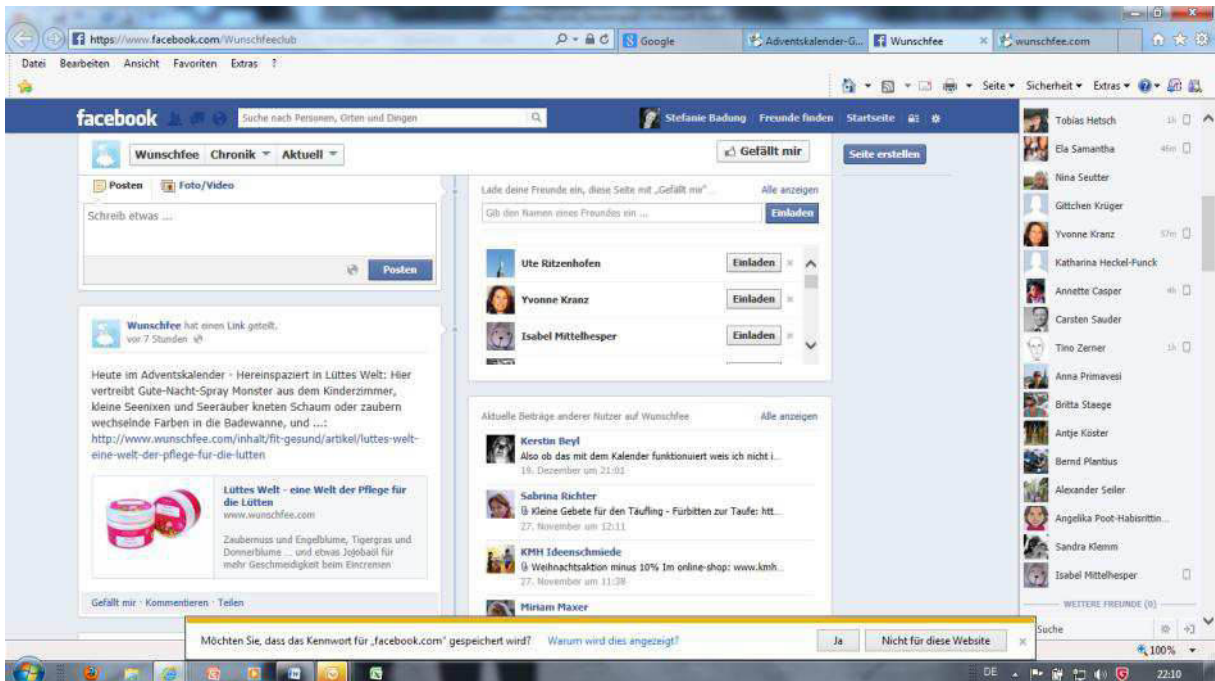 https://www.facebook.com/Wunschfeeclub
Google
Adventskalender-G...
Wunschfee
wunschfee.com
Datei Bearbeiten Ansicht Favoriten Extras ?
Seite Sicherheit Extras
facebook
Suche nach Personen, Orten und Dingen
Stefanie Badung Freunde finden Startseite
Wunschfee Chronik Aktuell
Gefällt mir
Seite erstellen
Posten Foto/Video
Schreib etwas ...
Posten
Wunschfee hat einen Link geteilt.
vor 7 Stunden
Heute im Adventskalender - Hereinspaziert in Lüttes Welt: Hier
vertreibt Gute-Nacht-Spray Monster aus dem Kinderzimmer,
kleine Seenixen und Seeräuber kneten Schaum oder zaubern
wechselnde Farben in die Badewanne, und ...:
http://www.wunschfee.com/inhalt/fit-gesund/artikel/luttes-welt-
eine-welt-der-pflege-fur-die-lutten
Lüttes Welt - eine Welt der Pflege für
die Lütten
www.wunschfee.com
Zaubernuss und Engelblume, Tigergras und
Donnerblume ... und etwas Jojobaöl für
mehr Geschmeidigkeit beim Eincremen
Gefällt mir · Kommentieren · Teilen
Lade deine Freunde ein, diese Seite mit „Gefällt mir" ...
Alle anzeigen
Gib den Namen eines Freundes ein ...
Einladen
Ute Ritzenhofen
Einladen
Yvonne Kranz
Einladen
Isabel Mittelhesper
Einladen
Aktuelle Beiträge anderer Nutzer auf Wunschfee
Alle anzeigen
Kerstin Beyl
Also ob das mit dem Kalender funktionuiert weis ich nicht i...
19. Dezember um 21:01
Sabrina Richter
Kleine Gebete für den Täufling - Fürbitten zur Taufe: htt...
27. November um 12:11
KMH Ideenschmiede
Weihnachtsaktion minus 10% Im online-shop: www.kmh...
27. November um 11:38
Miriam Maxer
Tobias Hetsch 1h
Ela Samantha 46m
Nina Seutter
Gittchen Krüger
Yvonne Kranz 57m
Katharina Heckel-Funck
Annette Casper 4h
Carsten Sauder
Tino Zerner 1h
Anna Primavesi
Britta Staege
Antje Köster
Bernd Plantius
Alexander Seiler
Angelika Poot-Habisrittin...
Sandra Klemm
Isabel Mittelhesper
WEITERE FREUNDE (0)
Suche
Möchten Sie, dass das Kennwort für „facebook.com" gespeichert wird?
Warum wird dies angezeigt?
Ja
Nicht für diese Website
100%
DE
22:10